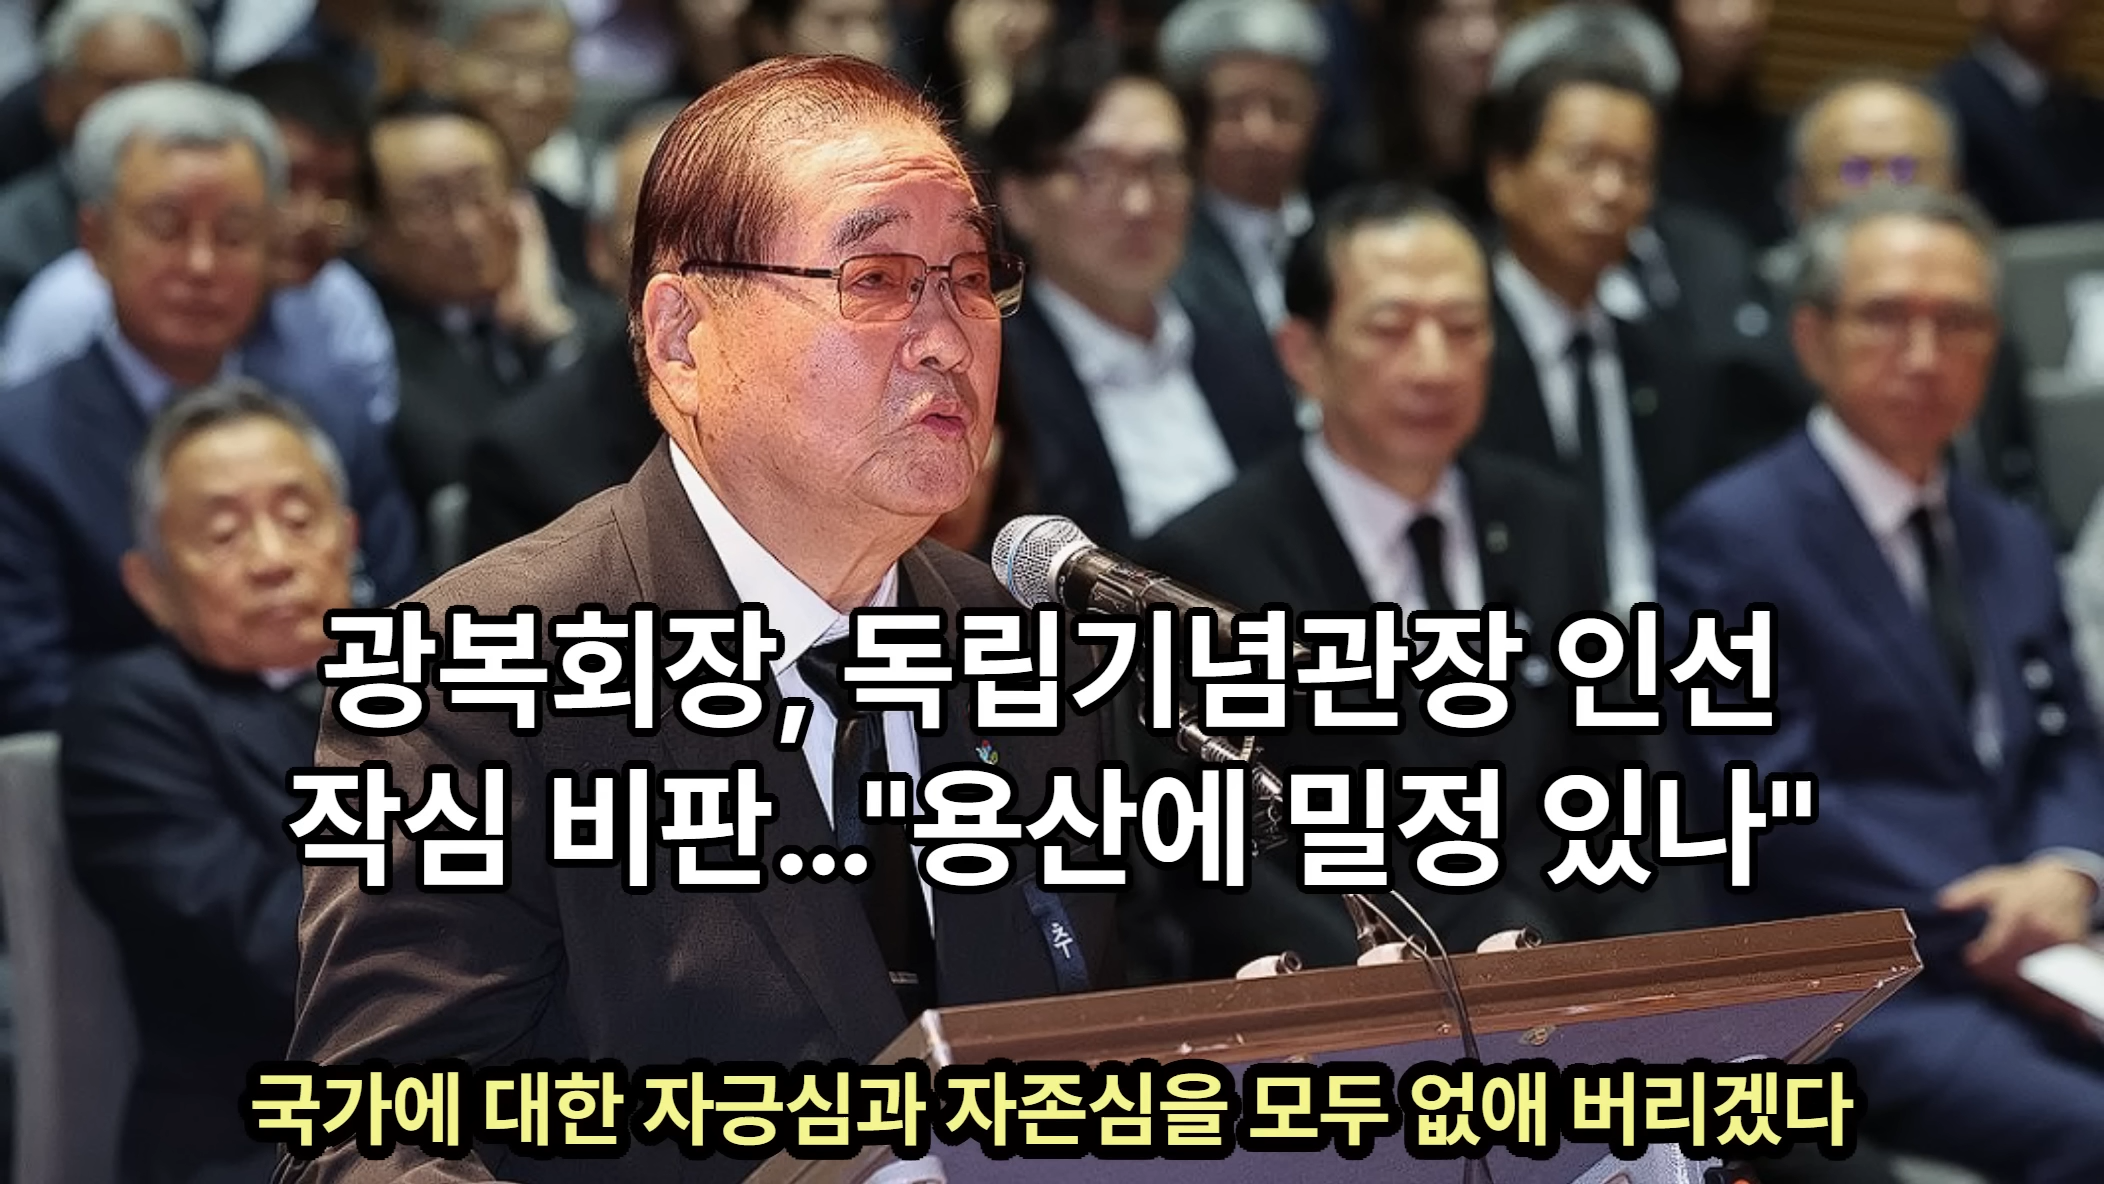 광복회장, 독립기념관장 인선
작심 비판..."용산에 밀정 있나"
국가에 대한 자긍심과 자존심을 모두 없애 버리겠다